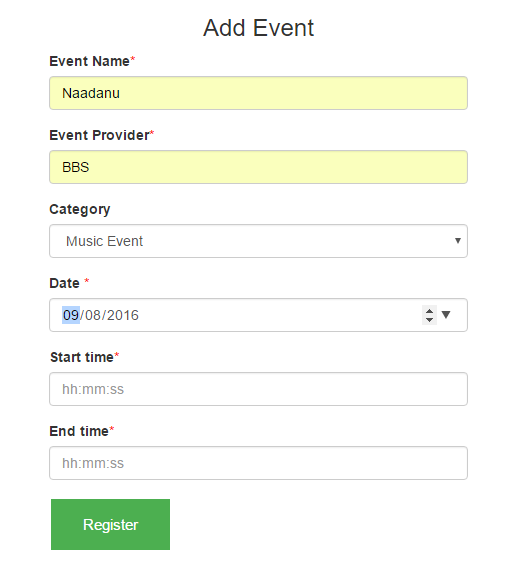 Add Event
Event Name*
Naadanu
Event Provider*
BBS
Category
Music Event
Date *
09/08/2016
Start time*
hh:mm:ss
End time*
hh:mm:ss
Register